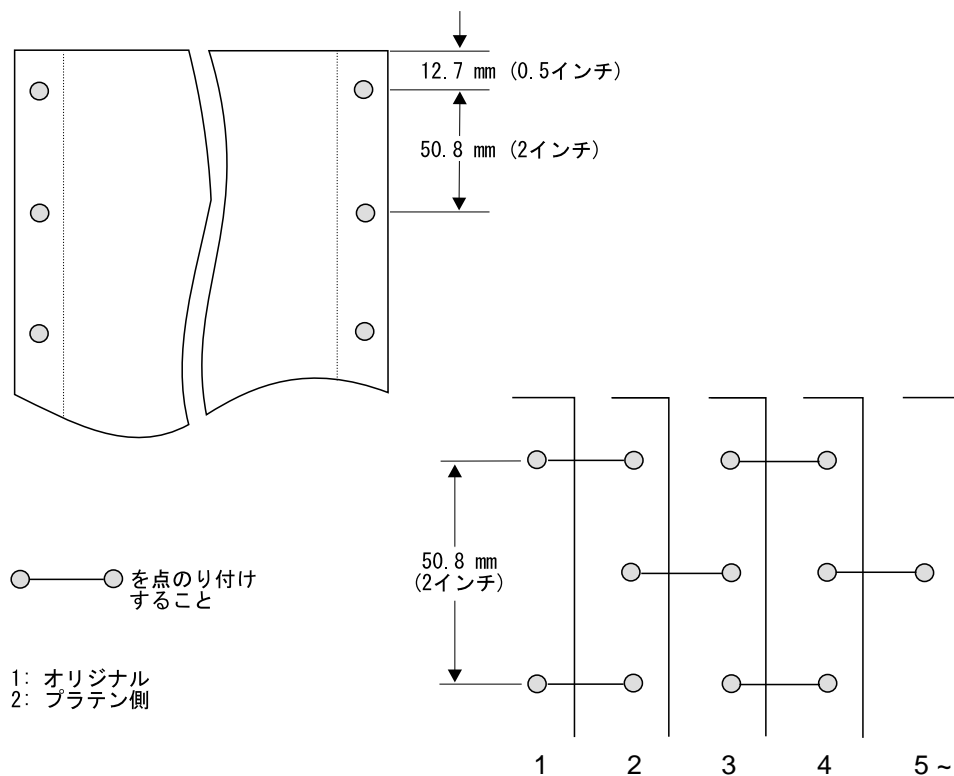 12.7 mm (0.5インチ)
50.8 mm (2インチ)
50.8 mm
(2インチ)
を点のり付け
すること
1: オリジナル
2: プラテン側
1 2 3 4 5 ~